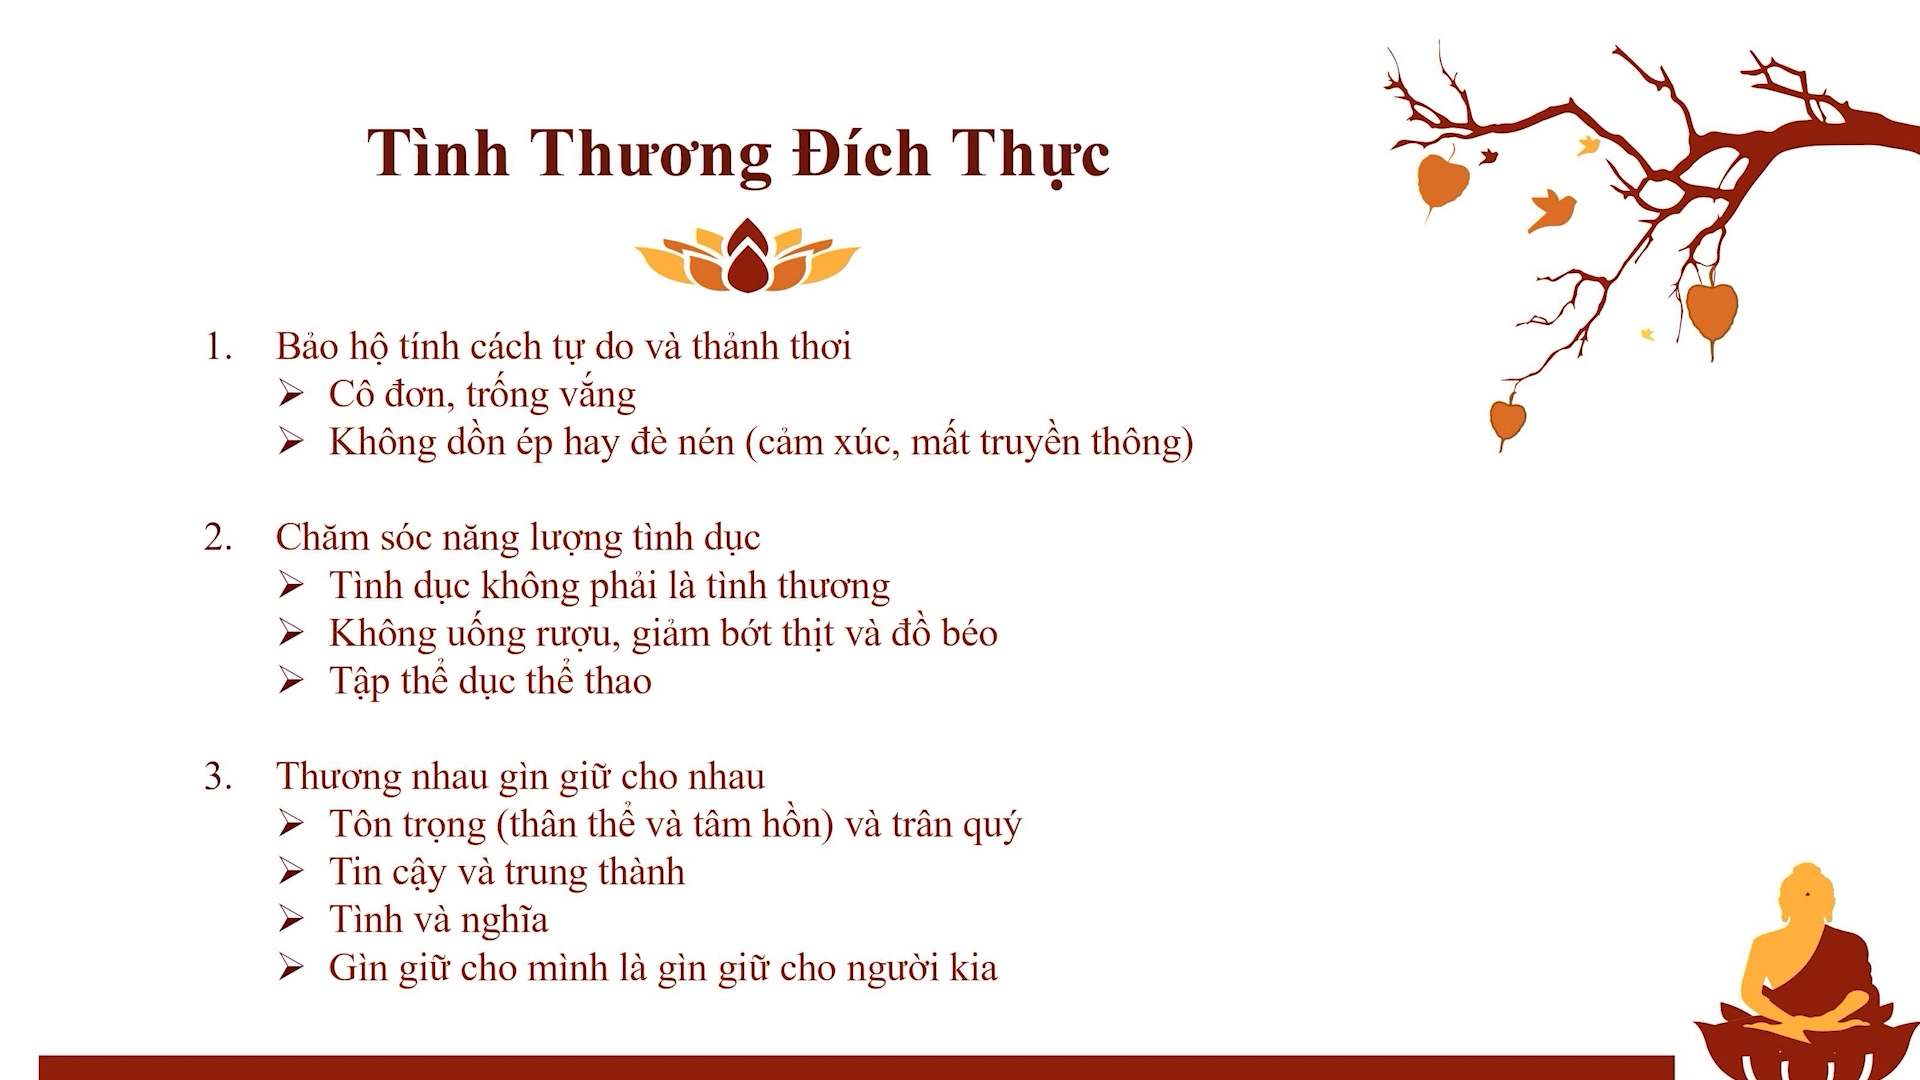 Tình Thương Đích Thực
1. Bảo hộ tính cách tự do và thảnh thơi
➢ Cô đơn, trống vắng
➢ Không dồn ép hay đè nén (cảm xúc, mất truyền thông)
2. Chăm sóc năng lượng tình dục
➢ Tình dục không phải là tình thương
➢ Không uống rượu, giảm bớt thịt và đồ béo
➢ Tập thể dục thể thao
3. Thương nhau gìn giữ cho nhau
➢ Tôn trọng (thân thể và tâm hồn) và trân quý
➢ Tin cậy và trung thành
➢ Tình và nghĩa
➢ Gìn giữ cho mình là gìn giữ cho người kia